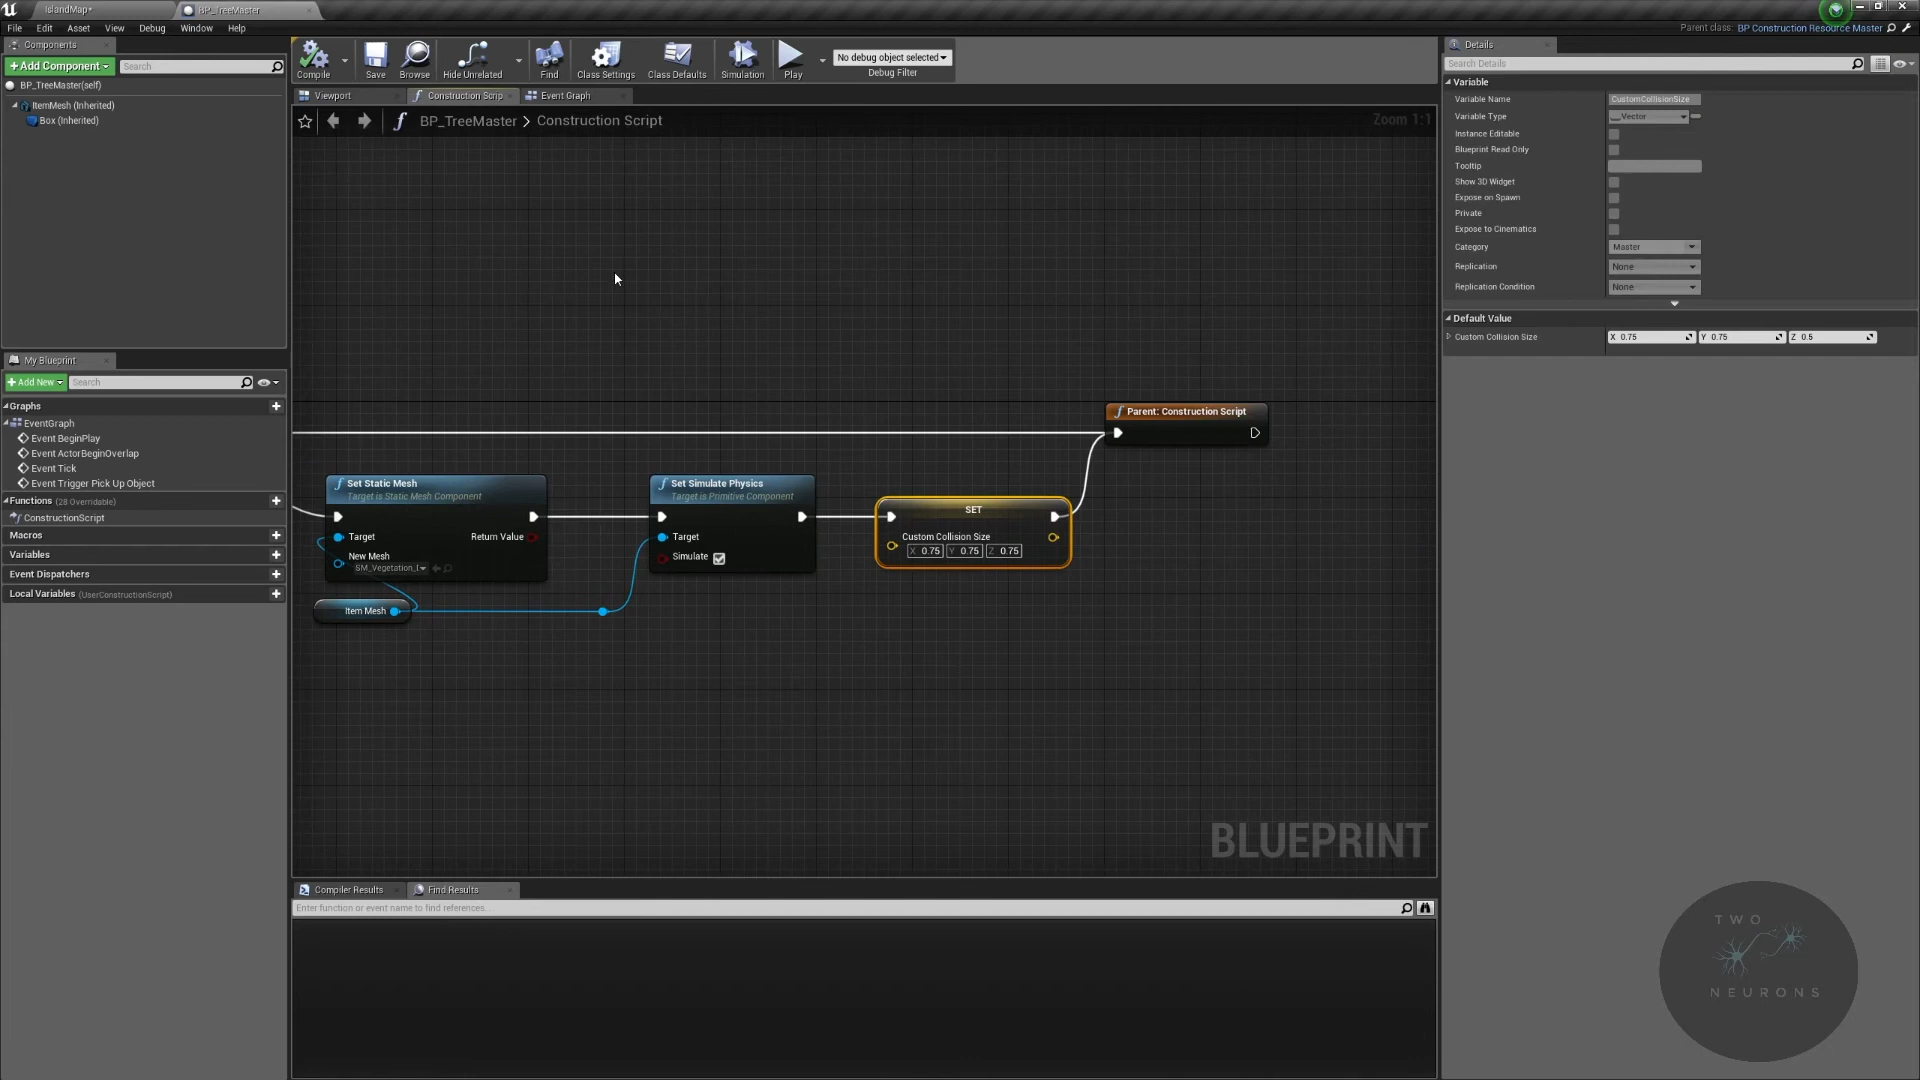 IslandMap*
BP_TreeMaster
File Edit Asset View Debug Window Help
Parent class: BP Construction Resource Master
Components
+Add Component
Search
BP_TreeMaster(self)
ItemMesh (Inherited)
Box (Inherited)
Compile
Save
Browse
Hide Unrelated
Find
Class Settings
Class Defaults
Simulation
Play
No debug object selected
Debug Filter
Viewport
Construction Scrip
Event Graph
BP_TreeMaster > Construction Script
Zoom 1:1
Parent: Construction Script
Set Static Mesh
Target is Static Mesh Component
Target
Return Value
New Mesh
SM_Vegetation_
Item Mesh
Set Simulate Physics
Target is Primitive Component
Target
Simulate
SET
Custom Collision Size
X 0.75 Y 0.75 Z 0.75
BLUEPRINT
My Blueprint
+Add New
Search
Graphs
EventGraph
Event BeginPlay
Event ActorBeginOverlap
Event Tick
Event Trigger Pick Up Object
Functions (28 Overridable)
ConstructionScript
Macros
Variables
Event Dispatchers
Local Variables (UserConstructionScript)
Compiler Results
Find Results
Enter function or event name to find references...
Details
Search Details
Variable
Variable Name CustomCollisionSize
Variable Type Vector
Instance Editable
Blueprint Read Only
Tooltip
Show 3D Widget
Expose on Spawn
Private
Expose to Cinematics
Category Master
Replication None
Replication Condition None
Default Value
Custom Collision Size X 0.75 Y 0.75 Z 0.5
TWO
NEURONS